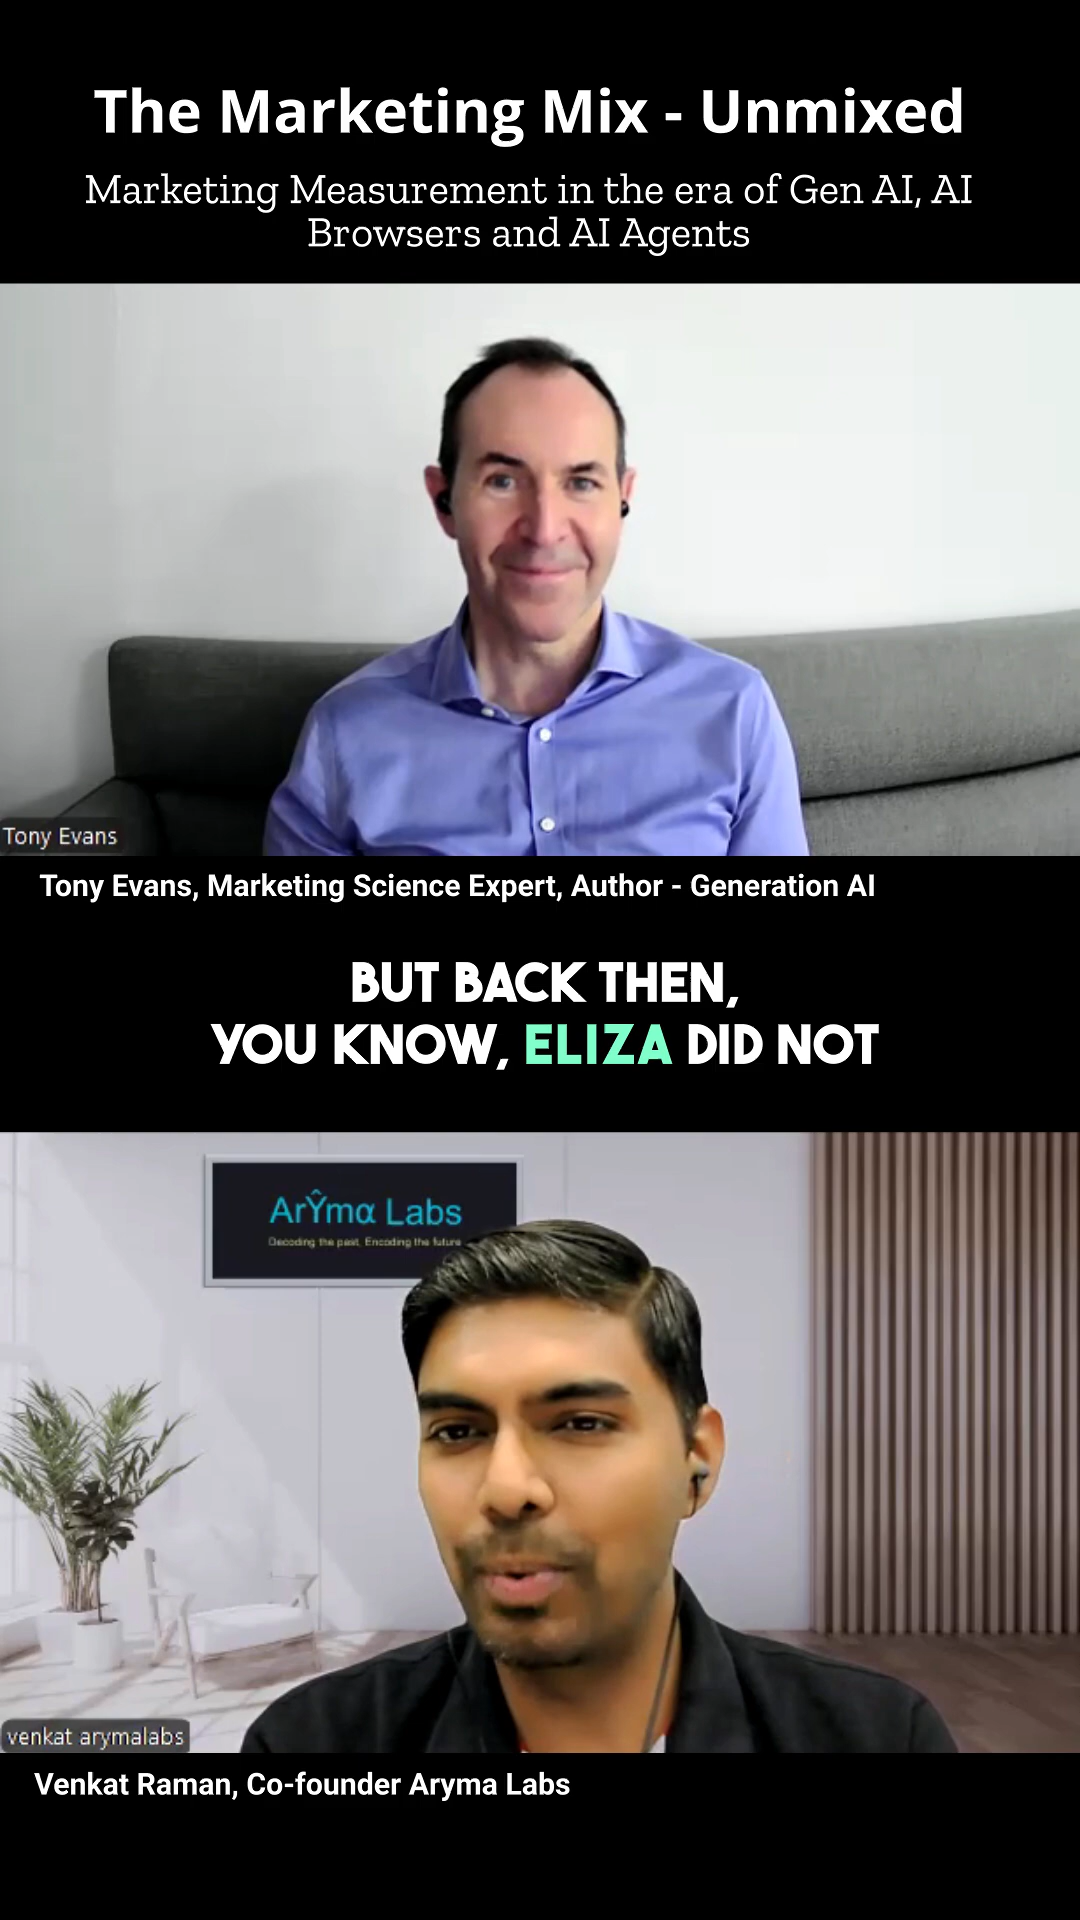 The Marketing Mix - Unmixed
Marketing Measurement in the era of Gen AI, AI
Browsers and AI Agents
Tony Evans
Tony Evans, Marketing Science Expert, Author - Generation AI
BUT BACK THEN,
YOU KNOW, ELIZA DID NOT
ArŶmα Labs
Decoding the past, Encoding the future
venkat arymalabs
Venkat Raman, Co-founder Aryma Labs